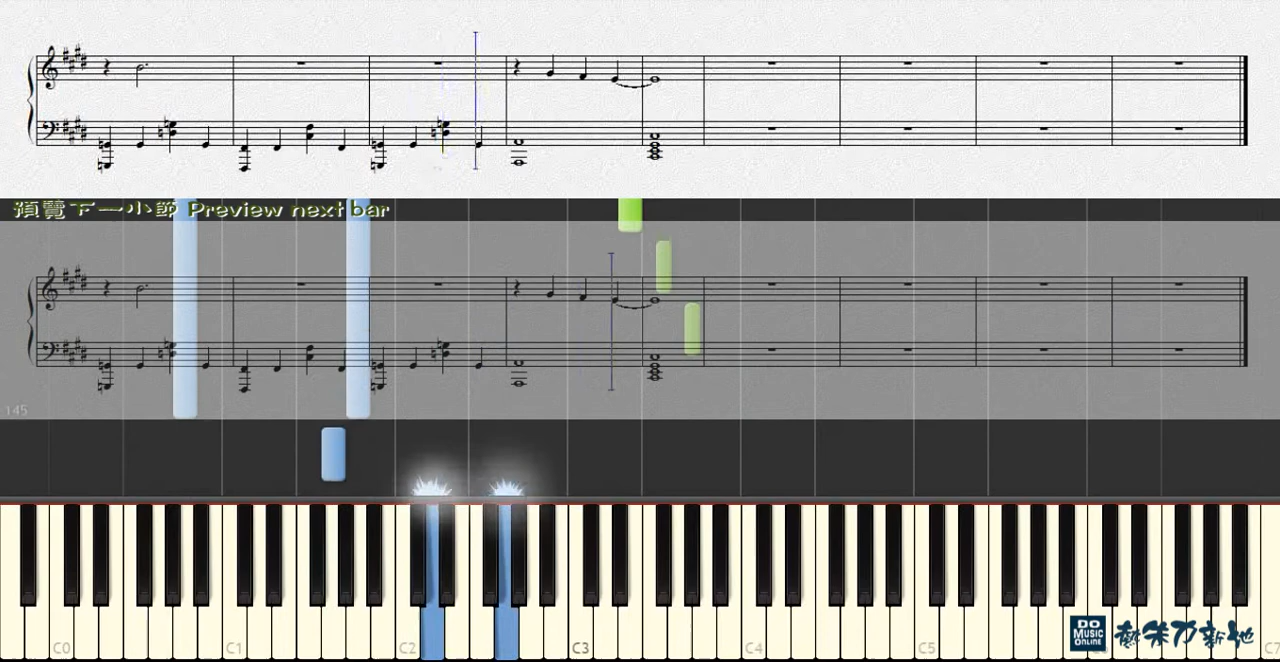 預覽下一小節 Preview next bar
145
C0 C1 C2 C3 C4 C5 C7
DO
MUSIC
ONLINE